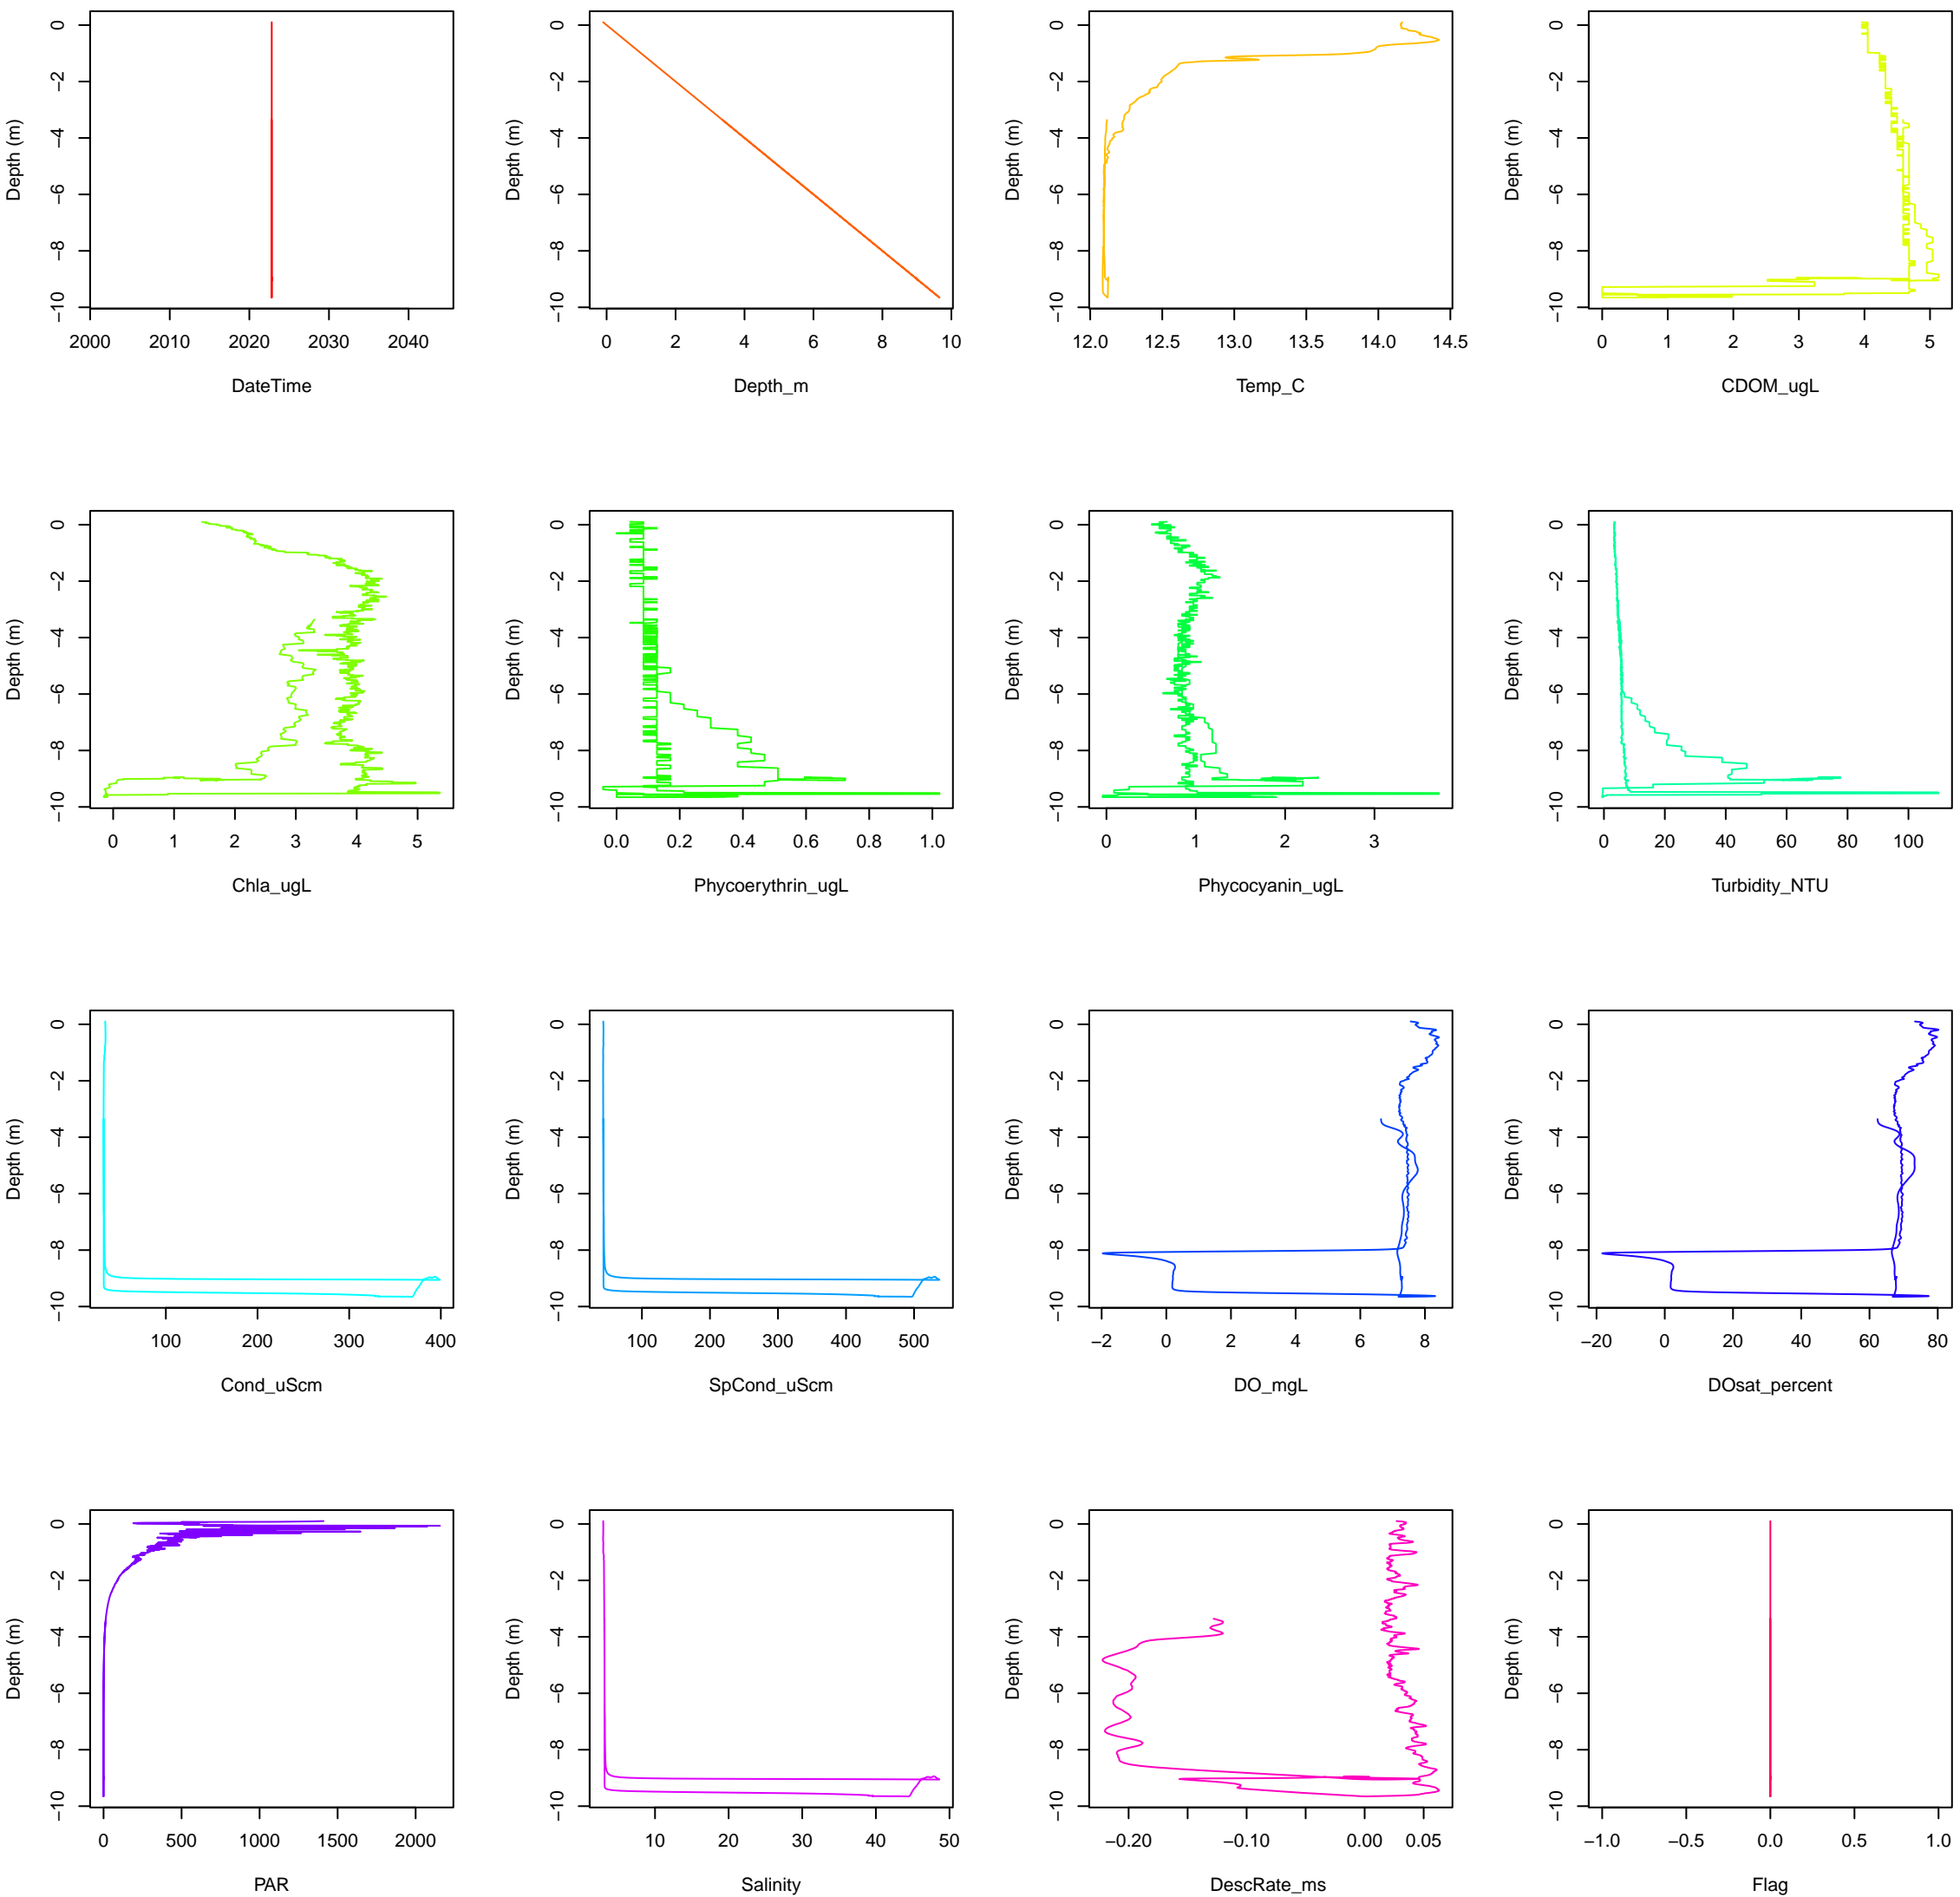 Depth (m)
−10 −8 −6 −4 −2 0
2000 2010 2020 2030 2040
DateTime
Depth (m)
−10 −8 −6 −4 −2 0
0 2 4 6 8 10
Depth_m
Depth (m)
−10 −8 −6 −4 −2 0
12.0 12.5 13.0 13.5 14.0 14.5
Temp_C
Depth (m)
−10 −8 −6 −4 −2 0
0 1 2 3 4 5
CDOM_ugL
Depth (m)
−10 −8 −6 −4 −2 0
0 1 2 3 4 5
Chla_ugL
Depth (m)
−10 −8 −6 −4 −2 0
0.0 0.2 0.4 0.6 0.8 1.0
Phycoerythrin_ugL
Depth (m)
−10 −8 −6 −4 −2 0
0 1 2 3
Phycocyanin_ugL
Depth (m)
−10 −8 −6 −4 −2 0
0 20 40 60 80 100
Turbidity_NTU
Depth (m)
−10 −8 −6 −4 −2 0
100 200 300 400
Cond_uScm
Depth (m)
−10 −8 −6 −4 −2 0
100 200 300 400 500
SpCond_uScm
Depth (m)
−10 −8 −6 −4 −2 0
−2 0 2 4 6 8
DO_mgL
Depth (m)
−10 −8 −6 −4 −2 0
−20 0 20 40 60 80
DOsat_percent
Depth (m)
−10 −8 −6 −4 −2 0
0 500 1000 1500 2000
PAR
Depth (m)
−10 −8 −6 −4 −2 0
10 20 30 40 50
Salinity
Depth (m)
−10 −8 −6 −4 −2 0
−0.20 −0.10 0.00 0.05
DescRate_ms
Depth (m)
−10 −8 −6 −4 −2 0
−1.0 −0.5 0.0 0.5 1.0
Flag